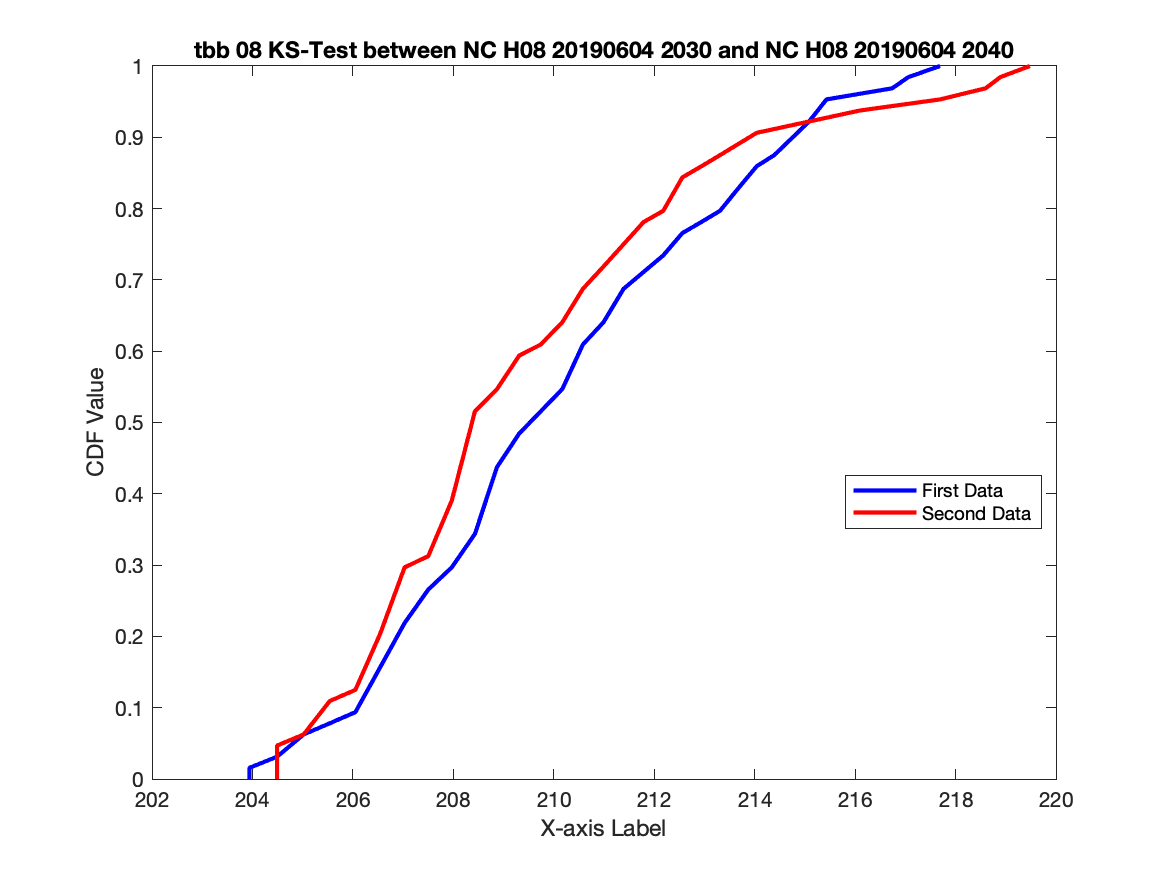 tbb 08 KS-Test between NC H08 20190604 2030 and NC H08 20190604 2040
1
0.9
0.8
0.7
0.6
0.5
0.4
0.3
0.2
0.1
0
CDF Value
First Data
Second Data
202 204 206 208 210 212 214 216 218 220
X-axis Label